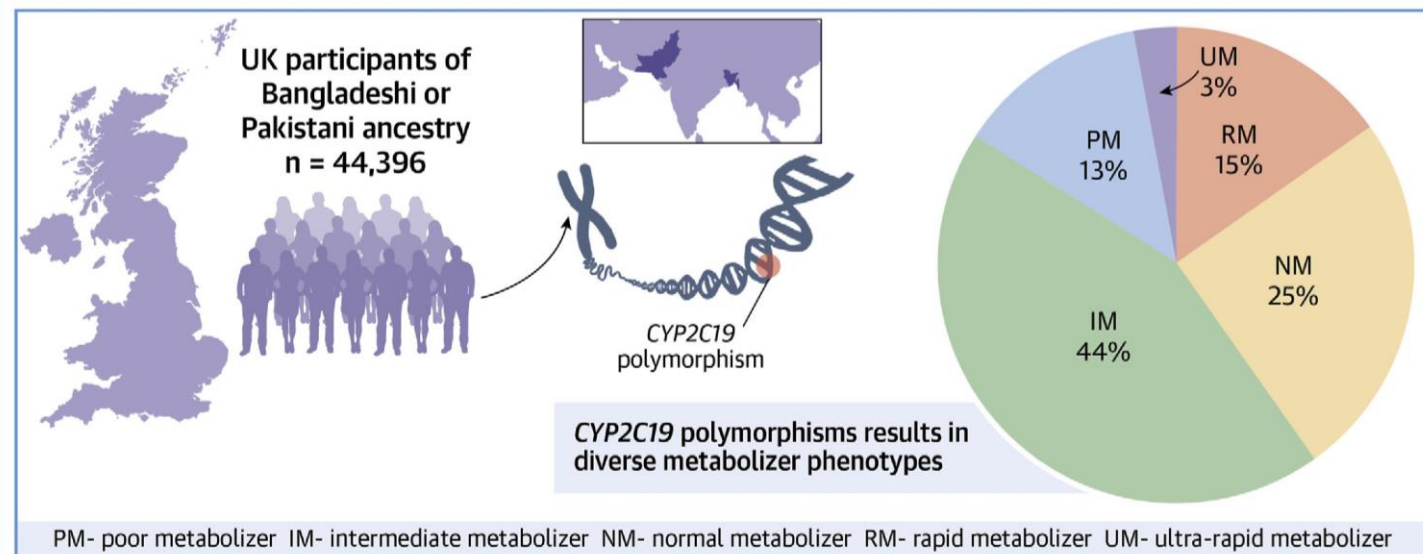 UK participants of
Bangladeshi or
Pakistani ancestry
n = 44,396
CYP2C19
polymorphism
UM
3%
RM
15%
PM
13%
NM
25%
IM
44%
CYP2C19 polymorphisms results in
diverse metabolizer phenotypes
PM- poor metabolizer IM- intermediate metabolizer NM- normal metabolizer RM- rapid metabolizer UM- ultra-rapid metabolizer